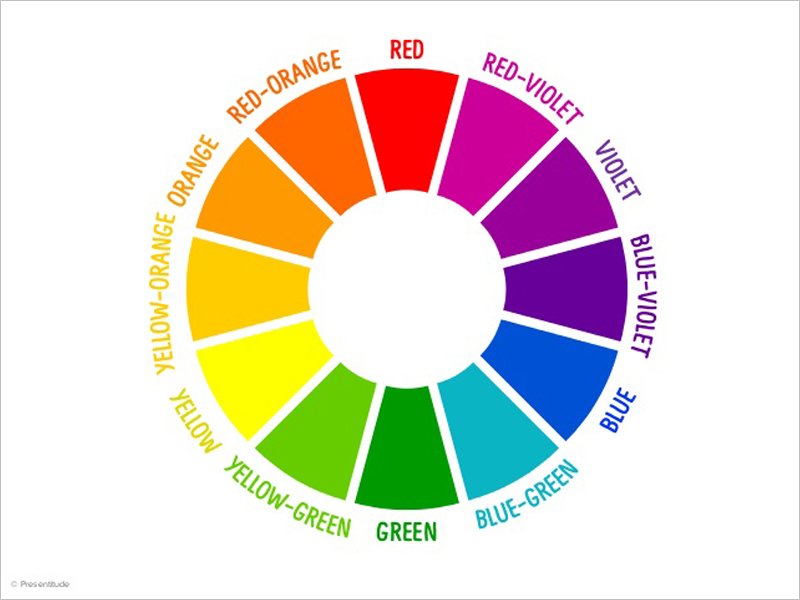 RED
RED-VIOLET
VIOLET
BLUE-VIOLET
BLUE
BLUE-GREEN
GREEN
YELLOW-GREEN
YELLOW
YELLOW-ORANGE
ORANGE
RED-ORANGE
© Presentitude